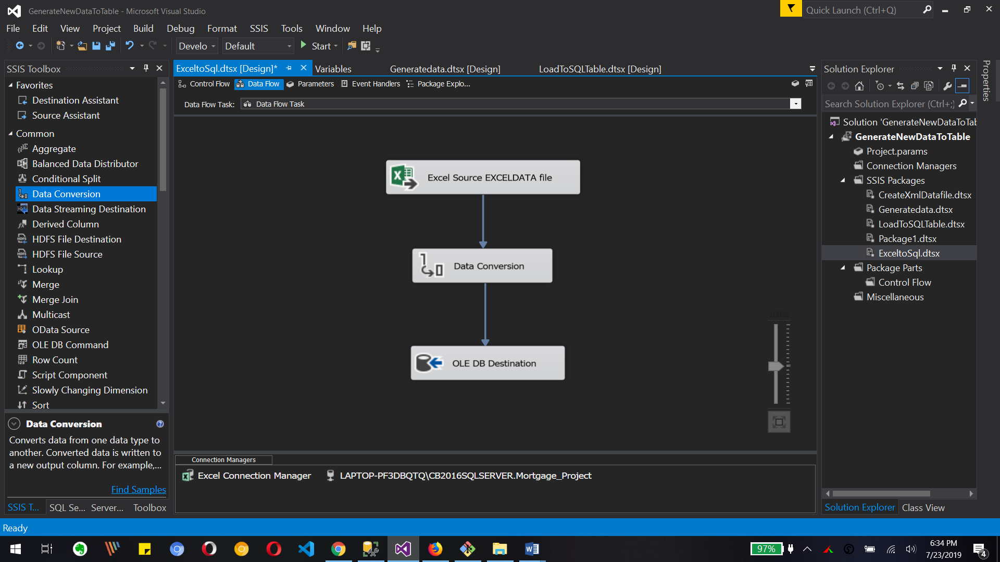 GenerateNewDataToTable - Microsoft Visual Studio
Quick Launch (Ctrl+Q)
File Edit View Project Build Debug Format SSIS Tools Window Help
Develo Default Start
SSIS Toolbox
Favorites
Destination Assistant
Source Assistant
Common
Aggregate
Balanced Data Distributor
Conditional Split
Data Conversion
Data Streaming Destination
Derived Column
HDFS File Destination
HDFS File Source
Lookup
Merge
Merge Join
Multicast
OData Source
OLE DB Command
Row Count
Script Component
Slowly Changing Dimension
Sort
Data Conversion
Converts data from one data type to
another. Converted data is written to
a new output column. For example,...
Find Samples
SSIS T... SQL Se... Server... Toolbox
ExceltoSql.dtsx [Design]* Variables Generatedata.dtsx [Design] LoadToSQLTable.dtsx [Design]
Control Flow Data Flow Parameters Event Handlers Package Explo...
Data Flow Task: Data Flow Task
Excel Source EXCELDATA file
Data Conversion
OLE DB Destination
100%
Connection Managers
Excel Connection Manager LAPTOP-PF3DBQTQ\CB2016SQLSERVER.Mortgage_Project
Solution Explorer
Search Solution Explorer (Ctrl+;)
Solution 'GenerateNewDataToTab
GenerateNewDataToTable
Project.params
Connection Managers
SSIS Packages
CreateXmlDatafile.dtsx
Generatedata.dtsx
LoadToSQLTable.dtsx
Package1.dtsx
ExceltoSql.dtsx
Package Parts
Control Flow
Miscellaneous
Solution Explorer Class View
Properties
Ready
97%
6:34 PM
7/23/2019
4